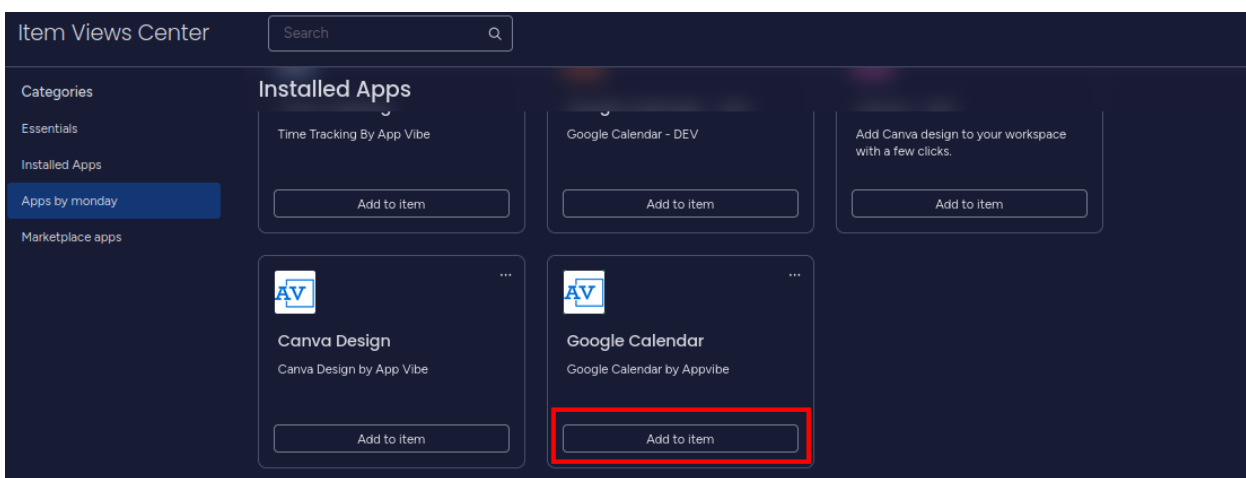 Item Views Center
Search
Categories
Essentials
Installed Apps
Apps by monday
Marketplace apps
Installed Apps
Time Tracking By App Vibe
Add to item
Google Calendar - DEV
Add to item
Add Canva design to your workspace
with a few clicks.
Add to item
AV
Canva Design
Canva Design by App Vibe
Add to item
AV
Google Calendar
Google Calendar by Appvibe
Add to item